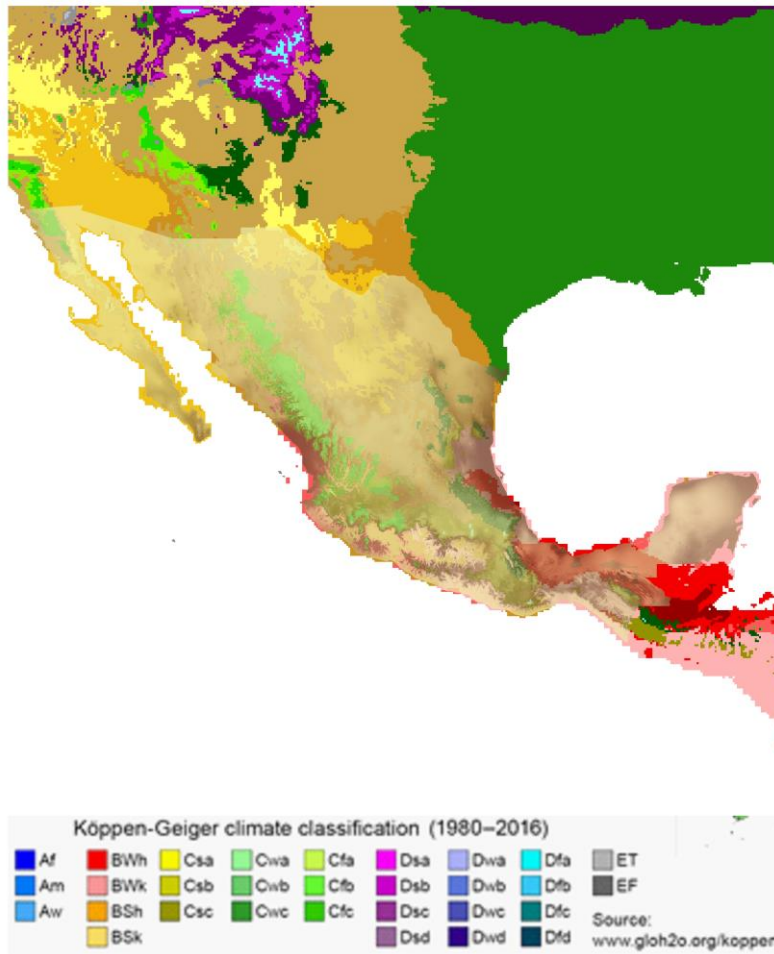 Köppen-Geiger climate classification (1980–2016)
Af BWh Csa Cwa Cfa Dsa Dwa Dfa ET
Am BWk Csb Cwb Cfb Dsb Dwb Dfb EF
Aw BSh Csc Cwc Cfc Dsc Dwc Dfc Source:
BSk Dsd Dwd Dfd www.gloh2o.org/koppen